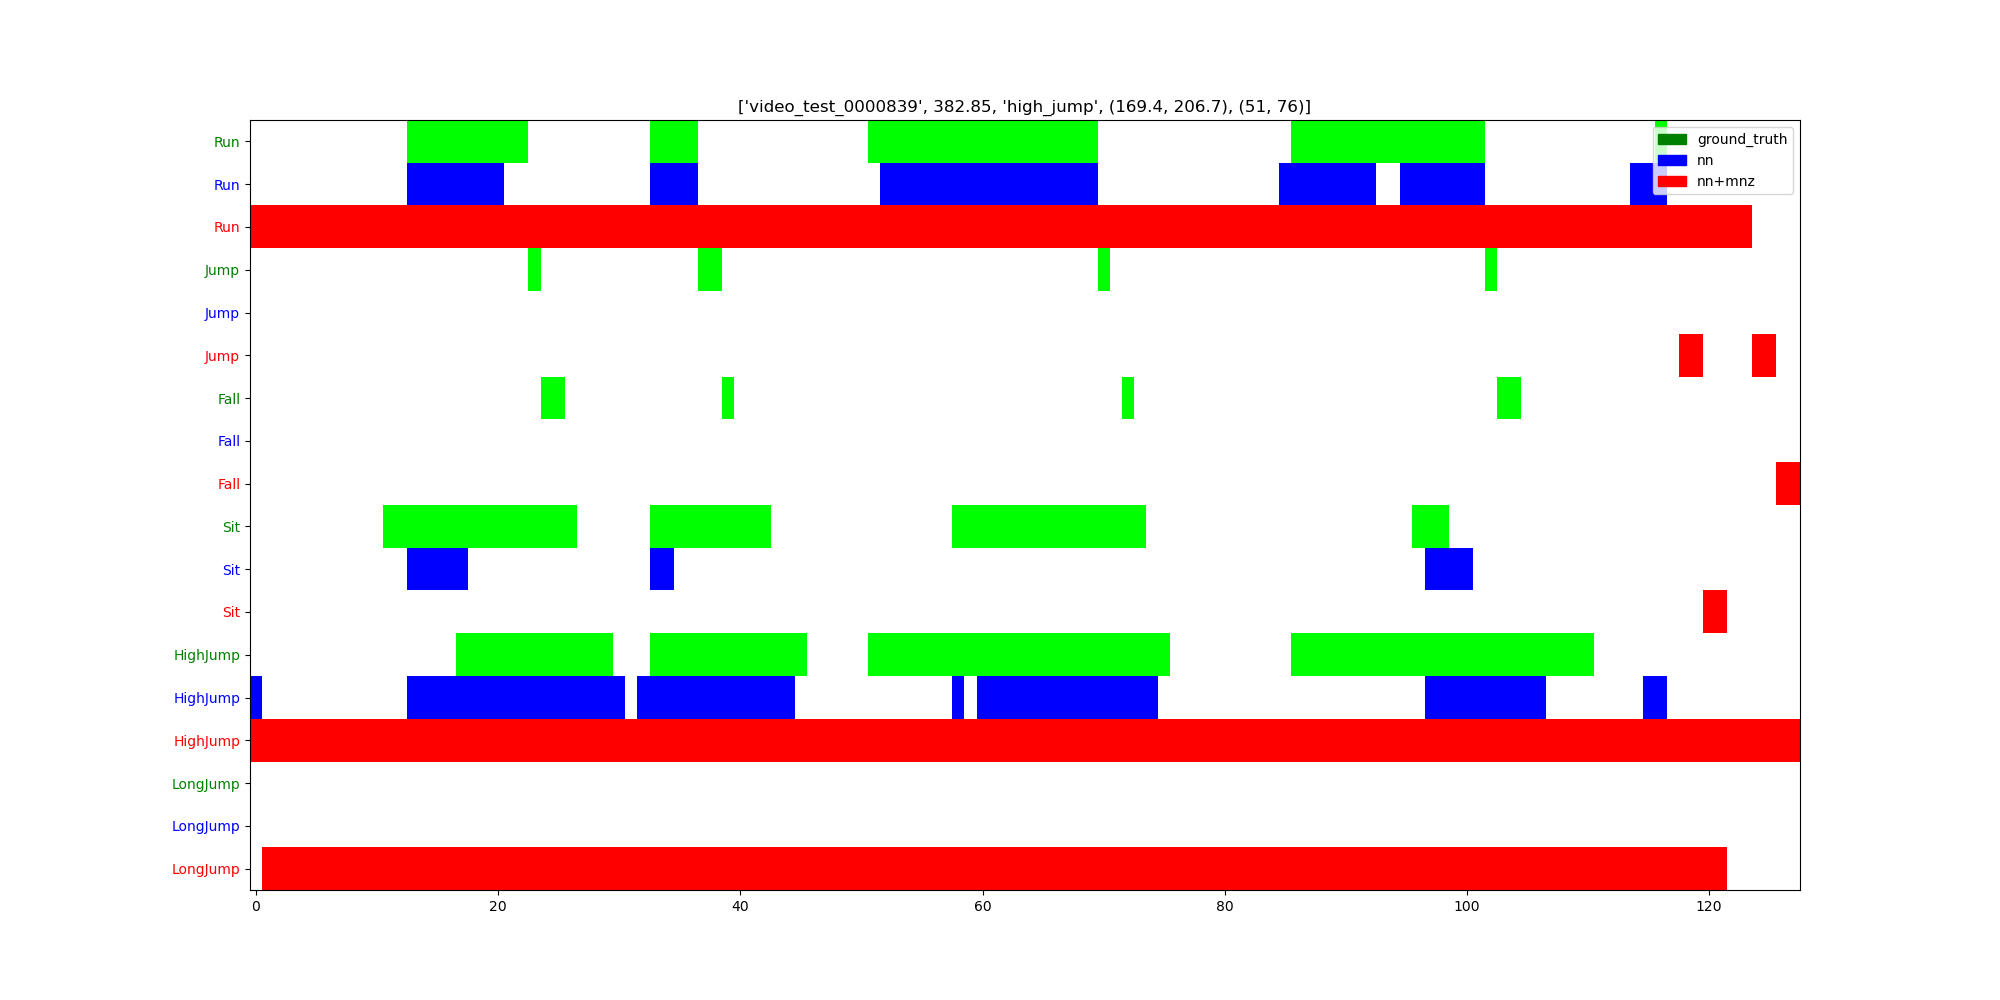 ['video_test_0000839', 382.85, 'high_jump', (169.4, 206.7), (51, 76)]
Run
Run
Run
Jump
Jump
Jump
Fall
Fall
Fall
Sit
Sit
Sit
HighJump
HighJump
HighJump
LongJump
LongJump
LongJump
ground_truth
nn
nn+mnz
0 20 40 60 80 100 120